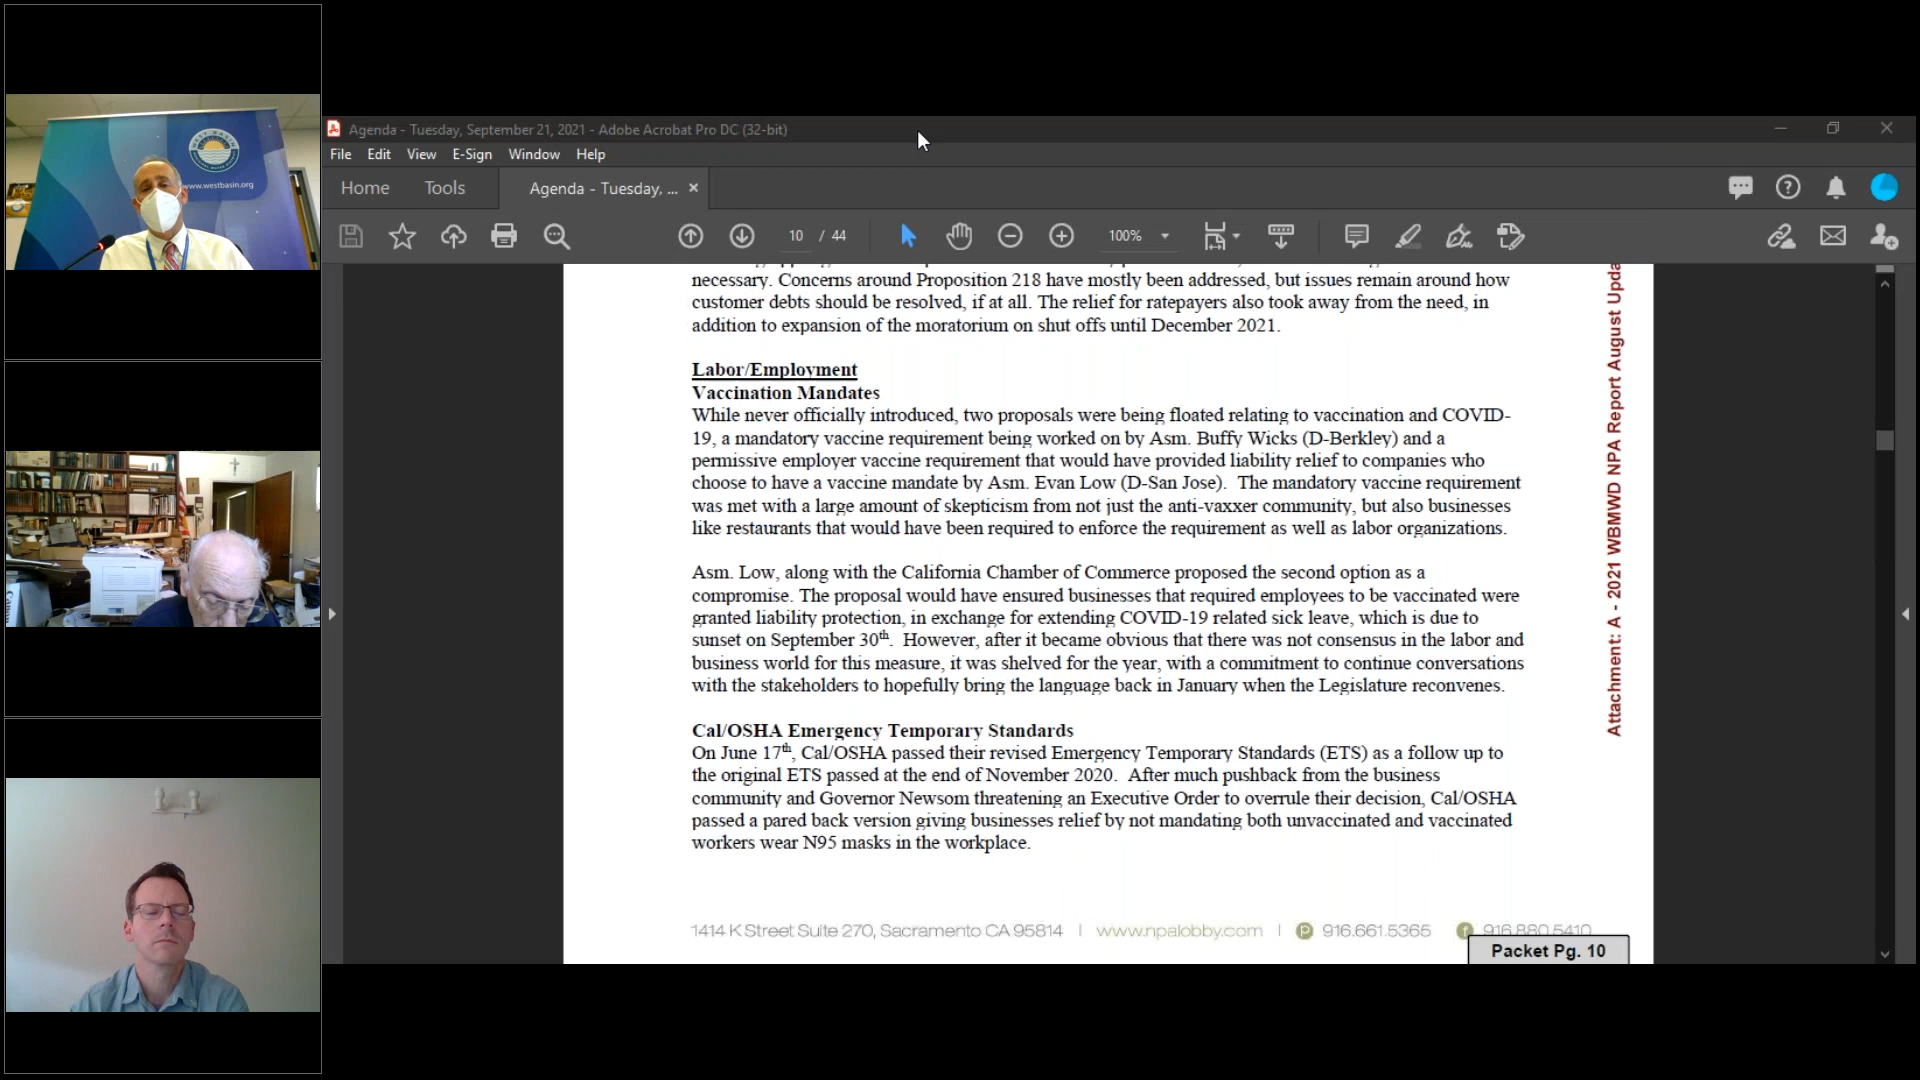 WEST BASIN
www.westbasin.org
Canon
Agenda - Tuesday, September 21, 2021 - Adobe Acrobat Pro DC (32-bit)
File Edit View E-Sign Window Help
Home Tools Agenda - Tuesday, ... ×
10 / 44 100%
necessary. Concerns around Proposition 218 have mostly been addressed, but issues remain around how
customer debts should be resolved, if at all. The relief for ratepayers also took away from the need, in
addition to expansion of the moratorium on shut offs until December 2021.
Labor/Employment
Vaccination Mandates
While never officially introduced, two proposals were being floated relating to vaccination and COVID-
19, a mandatory vaccine requirement being worked on by Asm. Buffy Wicks (D-Berkley) and a
permissive employer vaccine requirement that would have provided liability relief to companies who
choose to have a vaccine mandate by Asm. Evan Low (D-San Jose).  The mandatory vaccine requirement
was met with a large amount of skepticism from not just the anti-vaxxer community, but also businesses
like restaurants that would have been required to enforce the requirement as well as labor organizations.
Asm. Low, along with the California Chamber of Commerce proposed the second option as a
compromise. The proposal would have ensured businesses that required employees to be vaccinated were
granted liability protection, in exchange for extending COVID-19 related sick leave, which is due to
sunset on September 30th.  However, after it became obvious that there was not consensus in the labor and
business world for this measure, it was shelved for the year, with a commitment to continue conversations
with the stakeholders to hopefully bring the language back in January when the Legislature reconvenes.
Cal/OSHA Emergency Temporary Standards
On June 17th, Cal/OSHA passed their revised Emergency Temporary Standards (ETS) as a follow up to
the original ETS passed at the end of November 2020.  After much pushback from the business
community and Governor Newsom threatening an Executive Order to overrule their decision, Cal/OSHA
passed a pared back version giving businesses relief by not mandating both unvaccinated and vaccinated
workers wear N95 masks in the workplace.
1414 K Street Suite 270, Sacramento CA 95814 | www.npalobby.com | p 916.661.5365 f 916.880.5410
Packet Pg. 10
Attachment: A - 2021 WBMWD NPA Report August Upda